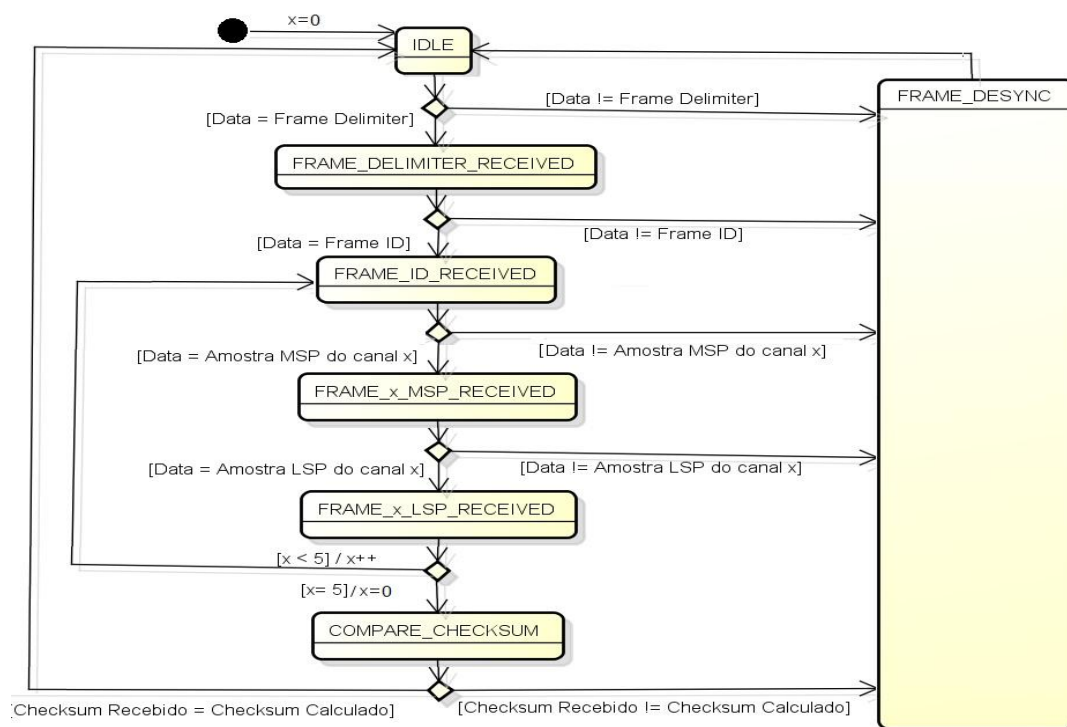 x=0
IDLE
FRAME_DESYNC
[Data != Frame Delimiter]
[Data = Frame Delimiter]
FRAME_DELIMITER_RECEIVED
[Data != Frame ID]
[Data = Frame ID]
FRAME_ID_RECEIVED
[Data != Amostra MSP do canal x]
[Data = Amostra MSP do canal x]
FRAME_x_MSP_RECEIVED
[Data != Amostra LSP do canal x]
[Data = Amostra LSP do canal x]
FRAME_x_LSP_RECEIVED
[x < 5] / x++
[x= 5]/x=0
COMPARE_CHECKSUM
[Checksum Recebido = Checksum Calculado]
[Checksum Recebido != Checksum Calculado]